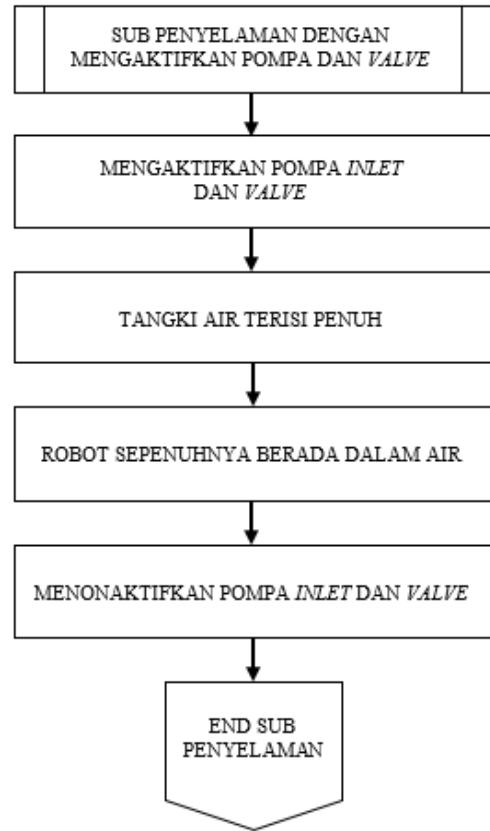 SUB PENYELAMAN DENGAN
MENGAKTIFKAN POMPA DAN VALVE
MENGAKTIFKAN POMPA INLET
DAN VALVE
TANGKI AIR TERISI PENUH
ROBOT SEPENUHNYA BERADA DALAM AIR
MENONAKTIFKAN POMPA INLET DAN VALVE
END SUB
PENYELAMAN